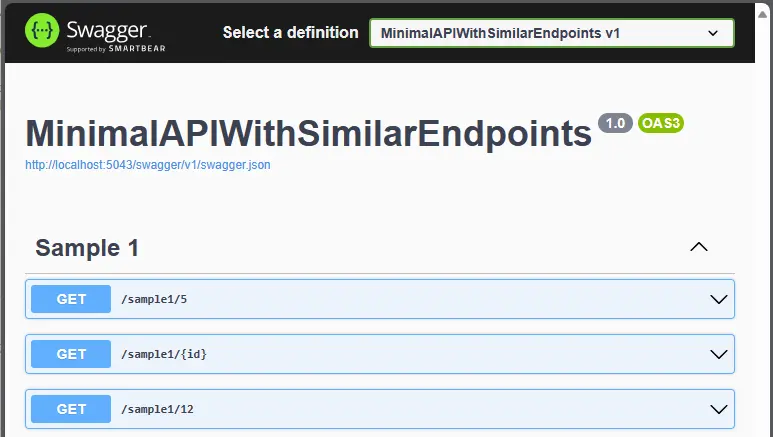 Swagger.
Supported by SMARTBEAR
Select a definition
MinimalAPIWithSimilarEndpoints v1
MinimalAPIWithSimilarEndpoints 1.0 OAS3
http://localhost:5043/swagger/v1/swagger.json
Sample 1
GET /sample1/5
GET /sample1/{id}
GET /sample1/12